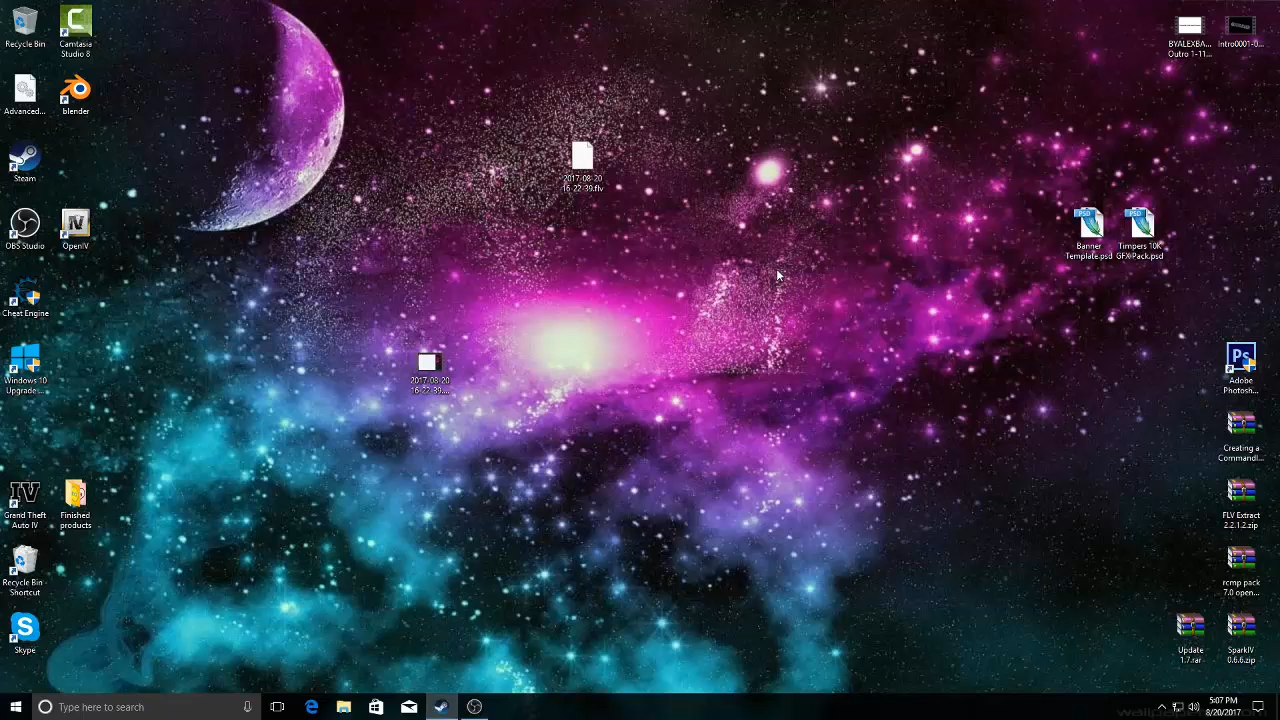 Recycle Bin
Camtasia
Studio 8
BYALEXBA...
Outro 1-11...
Intro0001-0...
Advanced...
blender
Steam
2017-08-20
16-22-39.flv
OBS Studio
OpenIV
Banner
Template.psd
Timpers 10K
GFX Pack.psd
Cheat Engine
Windows 10
Upgrade ...
2017-08-20
16-22-39....
Adobe
Photosh...
Creating a
Commandl...
Grand Theft
Auto IV
Finished
products
FLV Extract
2.2.1.2.zip
Recycle Bin -
Shortcut
rcmp pack
7.0 open...
Skype
Update
1.7.rar
SparkIV
0.6.6.zip
Type here to search
5:07 PM
8/20/2017